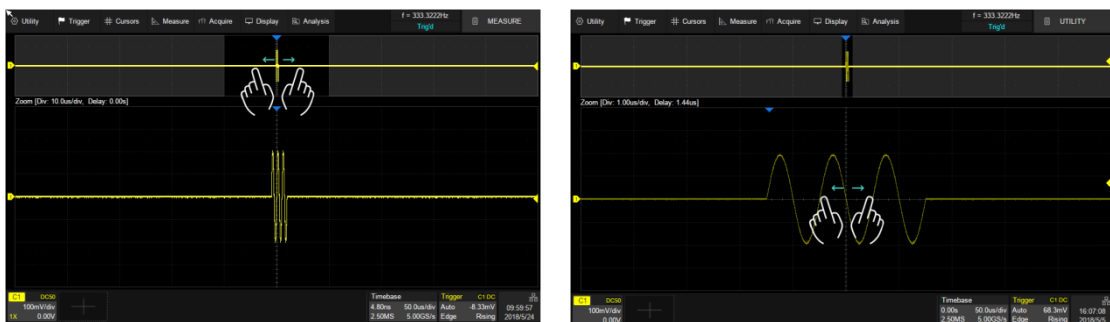 Utility Trigger Cursors Measure Acquire Display Analysis
f = 333.3222Hz
Trig'd
MEASURE
Zoom [Div: 10.0us/div, Delay: 0.00s]
C1 DC50
100mV/div
1X 0.00V
Timebase
4.80ns 50.0us/div
2.50MS 5.00GS/s
Trigger C1 DC
Auto -8.33mV
Edge Rising
09:59:57
2018/5/24
Utility Trigger Cursors Measure Acquire Display Analysis
f = 333.3222Hz
Trig'd
UTILITY
Zoom [Div: 1.00us/div, Delay: 1.44us]
C1 DC50
100mV/div
0.00V
Timebase
0.00s 50.0us/div
2.50MS 5.00GS/s
Trigger C1 DC
Auto 68.3mV
Edge Rising
16:07:08